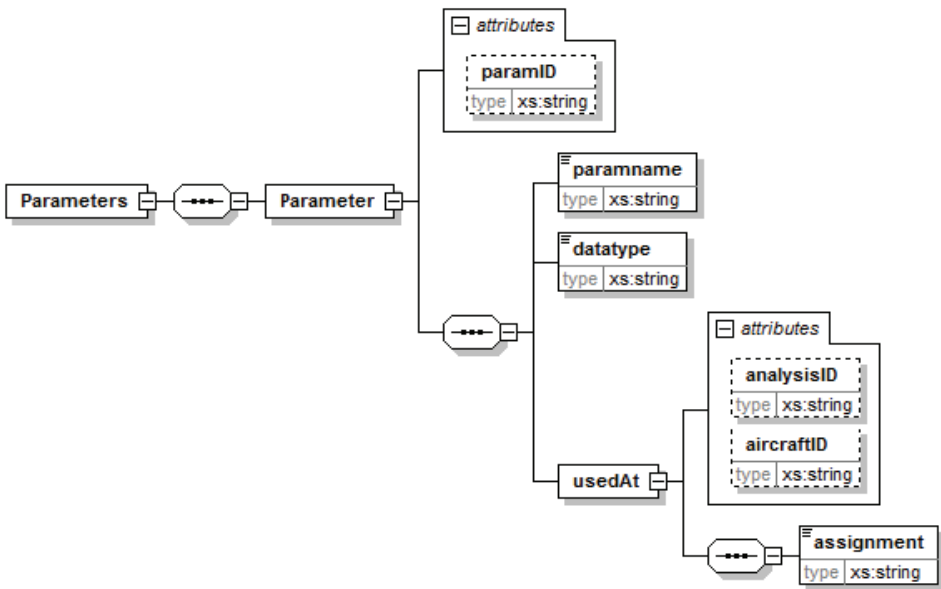 attributes
paramID
type xs:string
Parameters
Parameter
paramname
type xs:string
datatype
type xs:string
attributes
analysisID
type xs:string
aircraftID
type xs:string
usedAt
assignment
type xs:string